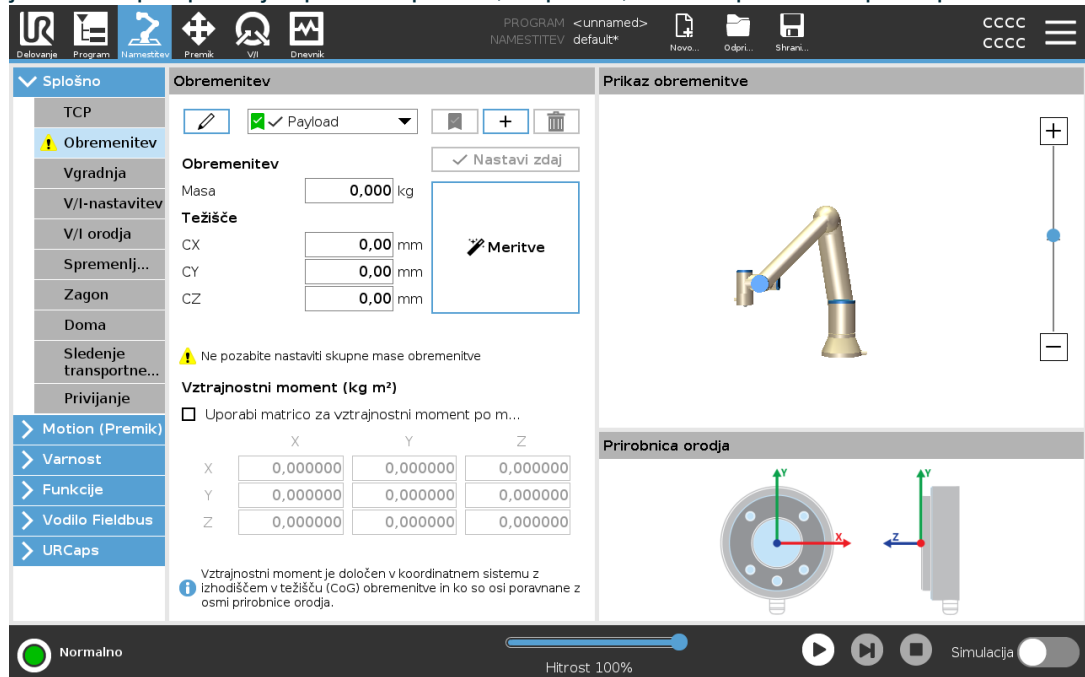 PROGRAM <unnamed>
NAMESTITEV default*
Delovanje Program Namestitev Premik V/I Dnevnik
Novo... Odpri... Shrani...
CCCC
CCCC
Splošno
TCP
Obremenitev
Vgradnja
V/I-nastavitev
V/I orodja
Spremenlj...
Zagon
Doma
Sledenje
transportne...
Privijanje
Motion (Premik)
Varnost
Funkcije
Vodilo Fieldbus
URCaps
Obremenitev
Payload
Obremenitev
Nastavi zdaj
Masa 0,000 kg
Težišče
CX 0,00 mm
CY 0,00 mm
CZ 0,00 mm
Meritve
Ne pozabite nastaviti skupne mase obremenitve
Vztrajnostni moment (kg m²)
Uporabi matrico za vztrajnostni moment po m...
X Y Z
X 0,000000 0,000000 0,000000
Y 0,000000 0,000000 0,000000
Z 0,000000 0,000000 0,000000
Vztrajnostni moment je določen v koordinatnem sistemu z
izhodiščem v težišču (CoG) obremenitve in ko so osi poravnane z
osmi prirobnice orodja.
Prikaz obremenitve
Prirobnica orodja
Y
X
Y
Z
Normalno
Hitrost 100%
Simulacija